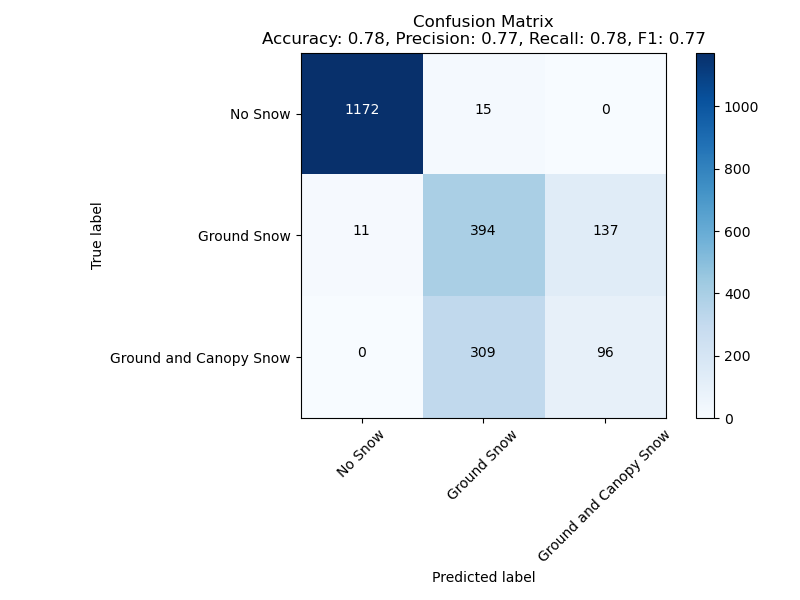 Confusion Matrix
Accuracy: 0.78, Precision: 0.77, Recall: 0.78, F1: 0.77
No Snow
1172
15
0
Ground Snow
11
394
137
Ground and Canopy Snow
0
309
96
True label
No Snow
Ground Snow
Ground and Canopy Snow
Predicted label
1000
800
600
400
200
0